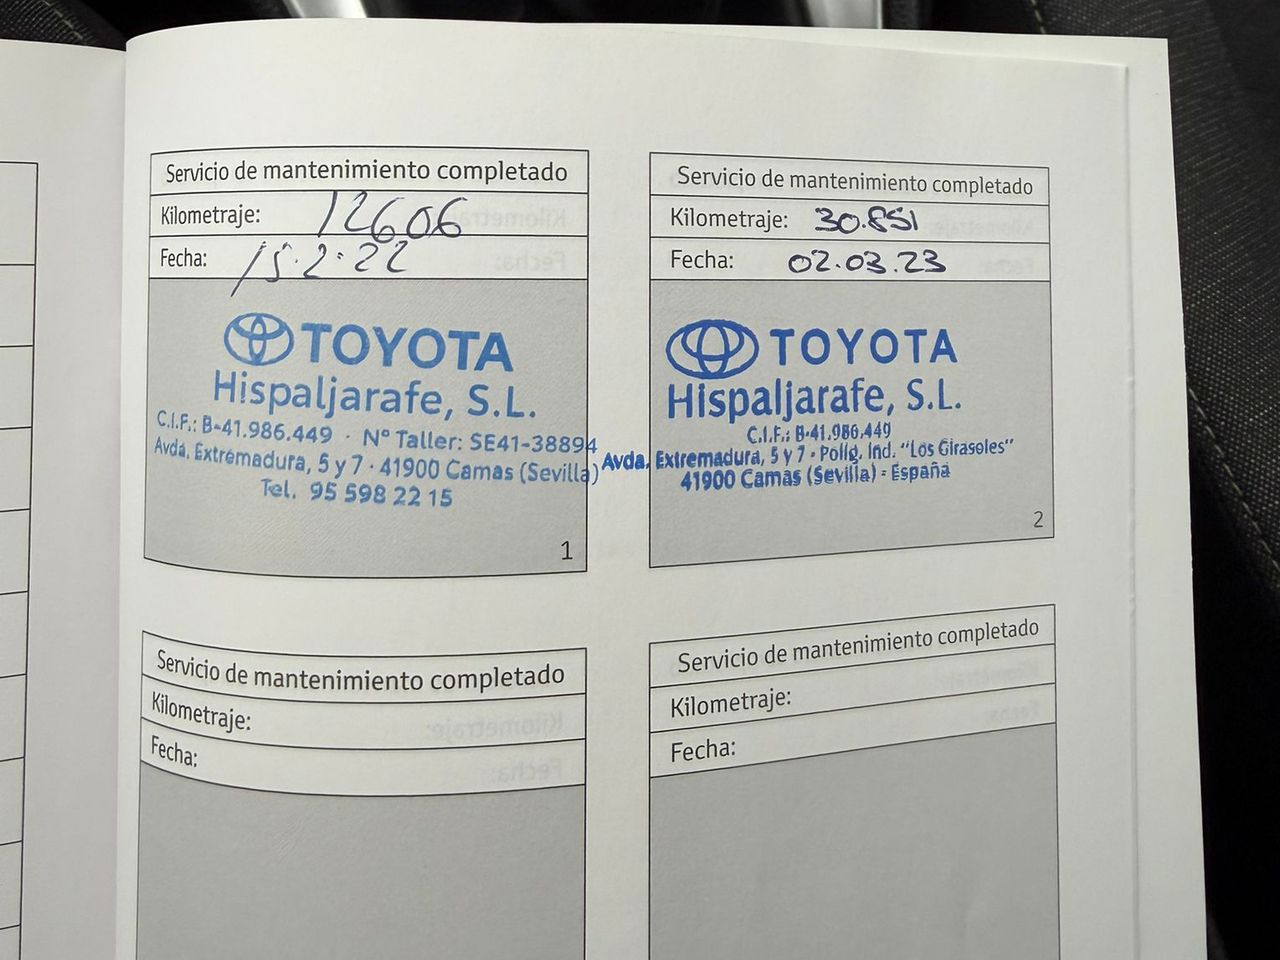 Servicio de mantenimiento completado
Kilometraje: 12606
Fecha: 15.2.22
TOYOTA
Hispaljarafe, S.L.
C.I.F.: B-41.986.449 · Nº Taller: SE41-38894
Avda. Extremadura, 5 y 7 · 41900 Camas (Sevilla)
Tel. 95 598 22 15
1
Servicio de mantenimiento completado
Kilometraje: 30.851
Fecha: 02.03.23
TOYOTA
Hispaljarafe, S.L.
C.I.F.: B-41.986.449
Avda. Extremadura, 5 y 7 · Políg. Ind. "Los Girasoles"
41900 Camas (Sevilla) - España
2
Servicio de mantenimiento completado
Kilometraje:
Fecha:
Servicio de mantenimiento completado
Kilometraje:
Fecha: